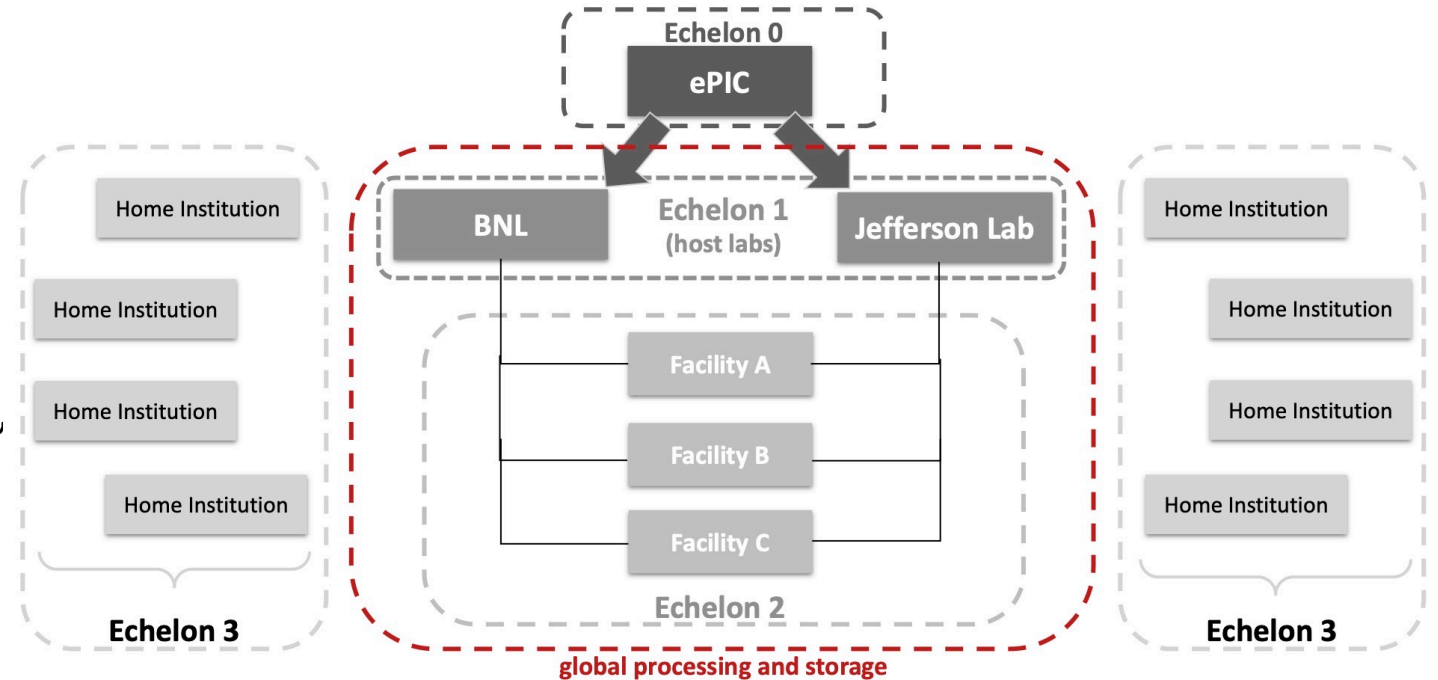 Echelon 0
ePIC
BNL
Echelon 1
(host labs)
Jefferson Lab
Home Institution
Home Institution
Home Institution
Home Institution
Echelon 3
Facility A
Facility B
Facility C
Echelon 2
global processing and storage
Home Institution
Home Institution
Home Institution
Home Institution
Echelon 3